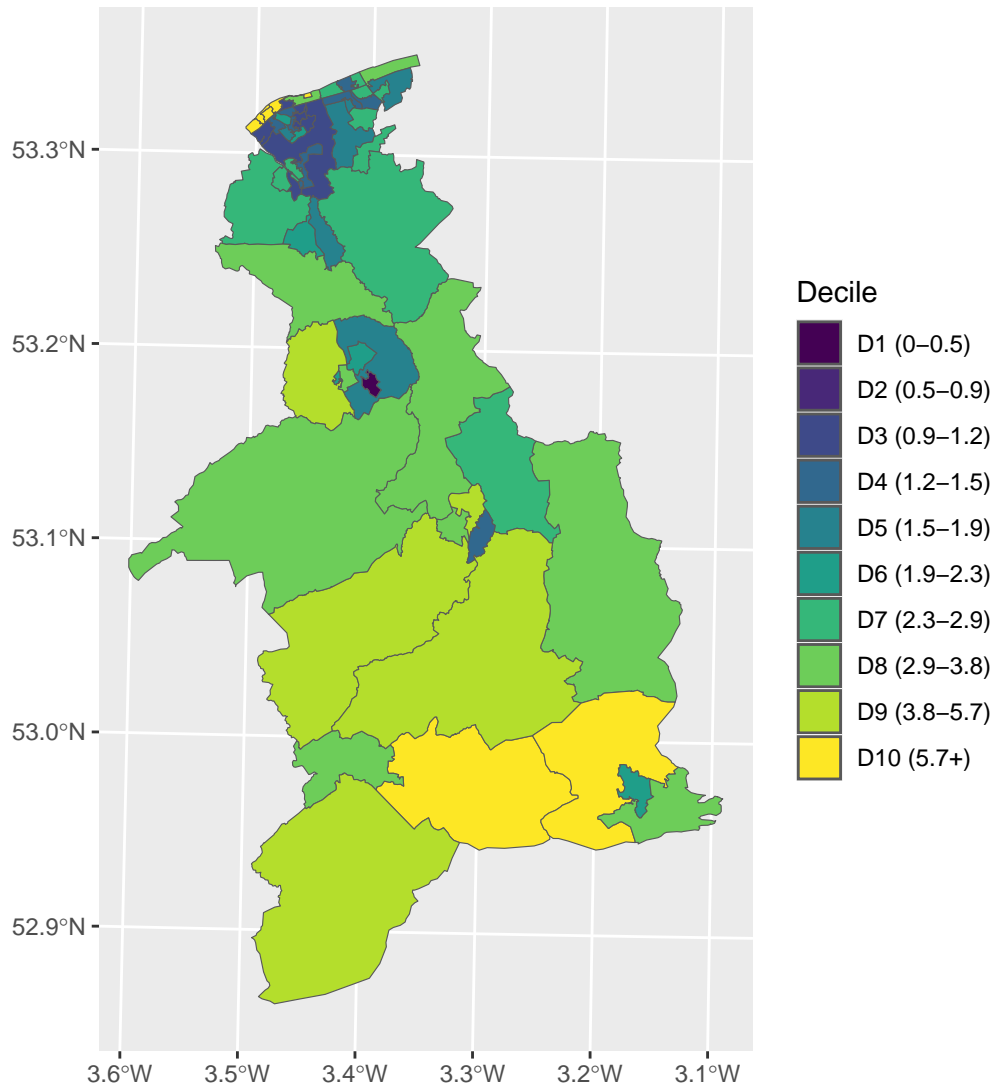 53.3°N
53.2°N
53.1°N
53.0°N
52.9°N
3.6°W 3.5°W 3.4°W 3.3°W 3.2°W 3.1°W
Decile
D1 (0−0.5)
D2 (0.5−0.9)
D3 (0.9−1.2)
D4 (1.2−1.5)
D5 (1.5−1.9)
D6 (1.9−2.3)
D7 (2.3−2.9)
D8 (2.9−3.8)
D9 (3.8−5.7)
D10 (5.7+)